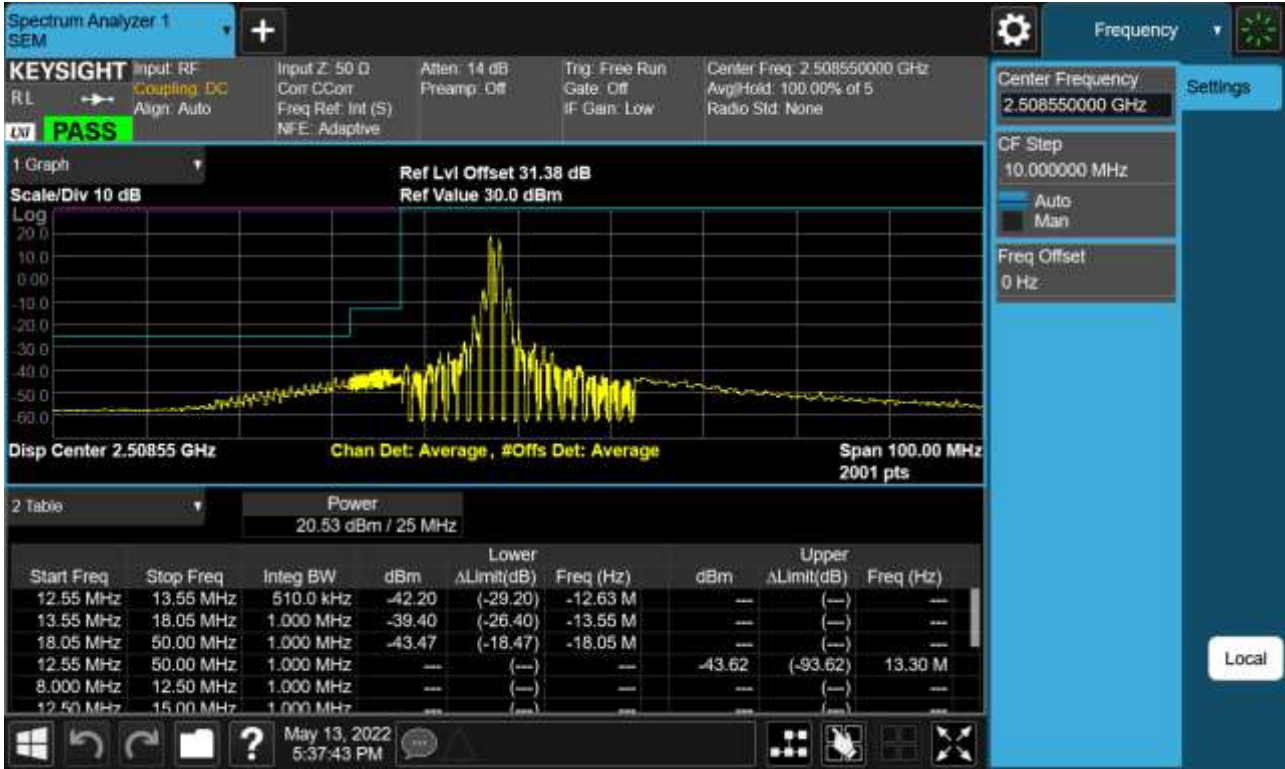 Spectrum Analyzer 1
SEM
Frequency
KEYSIGHT
Input: RF
Input Z: 50 Ω
Atten: 14 dB
Trig: Free Run
Center Freq: 2.508550000 GHz
RL
Coupling: DC
Corr CCorr
Preamp: Off
Gate: Off
Avg|Hold: 100.00% of 5
Align: Auto
Freq Ref: Int (S)
IF Gain: Low
Radio Std: None
LXI
PASS
NFE: Adaptive
Center Frequency
2.508550000 GHz
Settings
CF Step
10.000000 MHz
Auto
Man
Freq Offset
0 Hz
1 Graph
Ref Lvl Offset 31.38 dB
Scale/Div 10 dB
Ref Value 30.0 dBm
Log
20.0
10.0
0.00
-10.0
-20.0
-30.0
-40.0
-50.0
-60.0
Disp Center 2.50855 GHz
Chan Det: Average, #Offs Det: Average
Span 100.00 MHz
2001 pts
2 Table
Power
20.53 dBm / 25 MHz
Lower Upper
Start Freq Stop Freq Integ BW dBm ΔLimit(dB) Freq (Hz) dBm ΔLimit(dB) Freq (Hz)
12.55 MHz 13.55 MHz 510.0 kHz -42.20 (-29.20) -12.63 M --- (---) ---
13.55 MHz 18.05 MHz 1.000 MHz -39.40 (-26.40) -13.55 M --- (---) ---
18.05 MHz 50.00 MHz 1.000 MHz -43.47 (-18.47) -18.05 M --- (---) ---
12.55 MHz 50.00 MHz 1.000 MHz --- (---) --- -43.62 (-93.62) 13.30 M
8.000 MHz 12.50 MHz 1.000 MHz --- (---) --- --- (---) ---
12.50 MHz 15.00 MHz 1.000 MHz --- (---) --- --- (---) ---
Local
?
May 13, 2022
5:37:43 PM